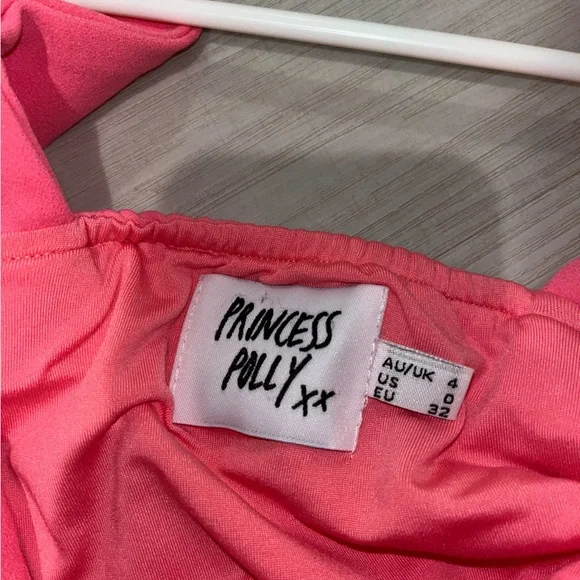 PRINCESS
POLLY xx
AU/UK 4
US 0
EU 32